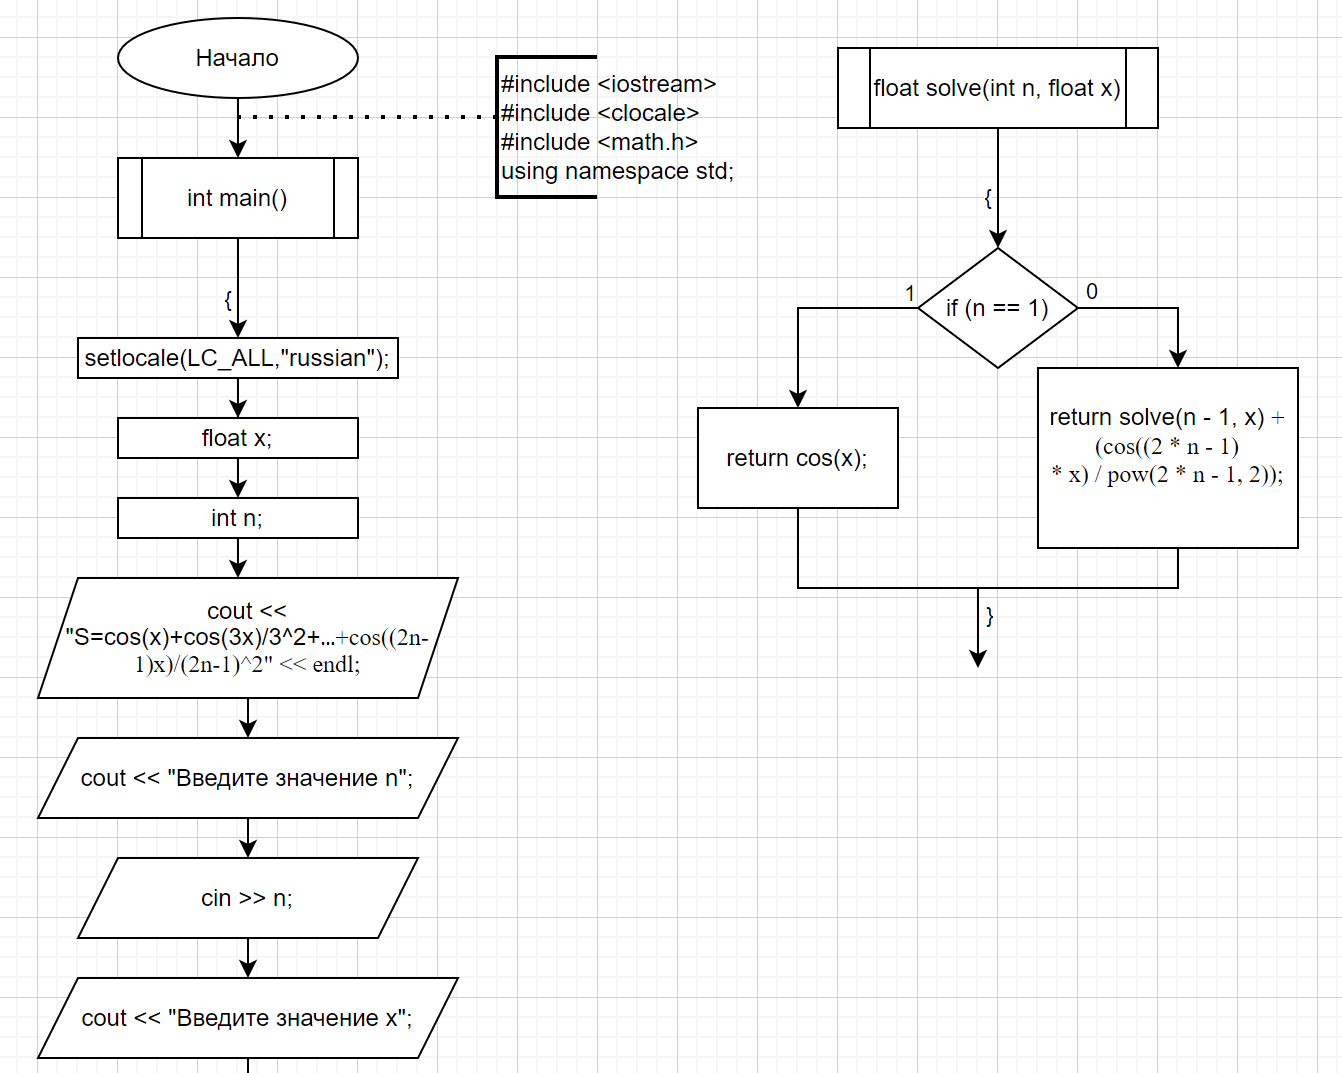 Начало
#include <iostream>
#include <clocale>
#include <math.h>
using namespace std;
int main()
{
setlocale(LC_ALL,"russian");
float x;
int n;
cout <<
"S=cos(x)+cos(3x)/3^2+...+cos((2n-
1)x)/(2n-1)^2" << endl;
cout << "Введите значение n";
cin >> n;
cout << "Введите значение x";
float solve(int n, float x)
{
if (n == 1)
1
0
return cos(x);
return solve(n - 1, x) +
(cos((2 * n - 1)
* x) / pow(2 * n - 1, 2));
}